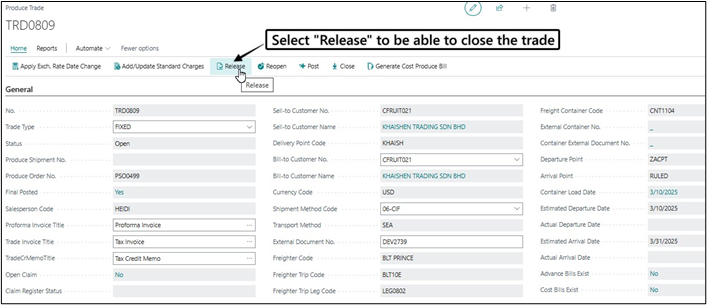 Produce Trade
TRD0809
Home Reports Automate Fewer options
Select "Release" to be able to close the trade
Apply Exch. Rate Date Change Add/Update Standard Charges Release Reopen Post Close Generate Cost Produce Bill
Release
General
No. TRD0809 Sell-to Customer No. CFRUIT021 Freight Container Code CNT1104
Trade Type FIXED Sell-to Customer Name KHAISHEN TRADING SDN BHD External Container No. _
Status Open Delivery Point Code KHAISH Container External Document No. _
Produce Shipment No. Bill-to Customer No. CFRUIT021 Departure Point ZACPT
Produce Order No. PSO0499 Bill-to Customer Name KHAISHEN TRADING SDN BHD Arrival Point RULED
Final Posted Yes Currency Code USD Container Load Date 3/10/2025
Salesperson Code HEIDI Shipment Method Code 06-CIF Estimated Departure Date 3/10/2025
Proforma Invoice Title Proforma Invoice Transport Method SEA Actual Departure Date
Trade Invoice Title Tax Invoice External Document No. DEV2739 Estimated Arrival Date 3/31/2025
TradeCrMemoTitle Tax Credit Memo Freighter Code BLT PRINCE Actual Arrival Date
Open Claim No Freighter Trip Code BLT10E Advance Bills Exist No
Claim Register Status Freighter Trip Leg Code LEG0802 Cost Bills Exist No